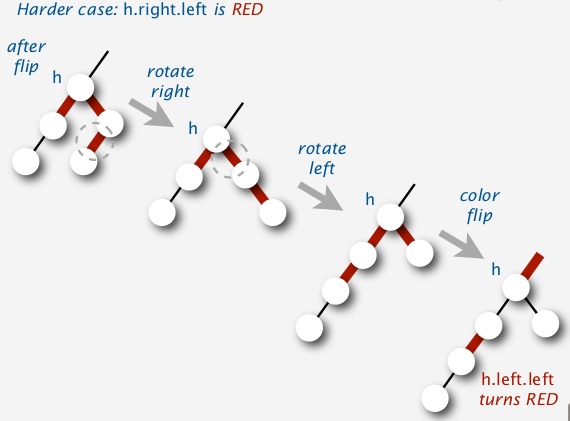 Harder case: h.right.left is RED
after
flip
h
rotate
right
h
rotate
left
h
color
flip
h
h.left.left
turns RED